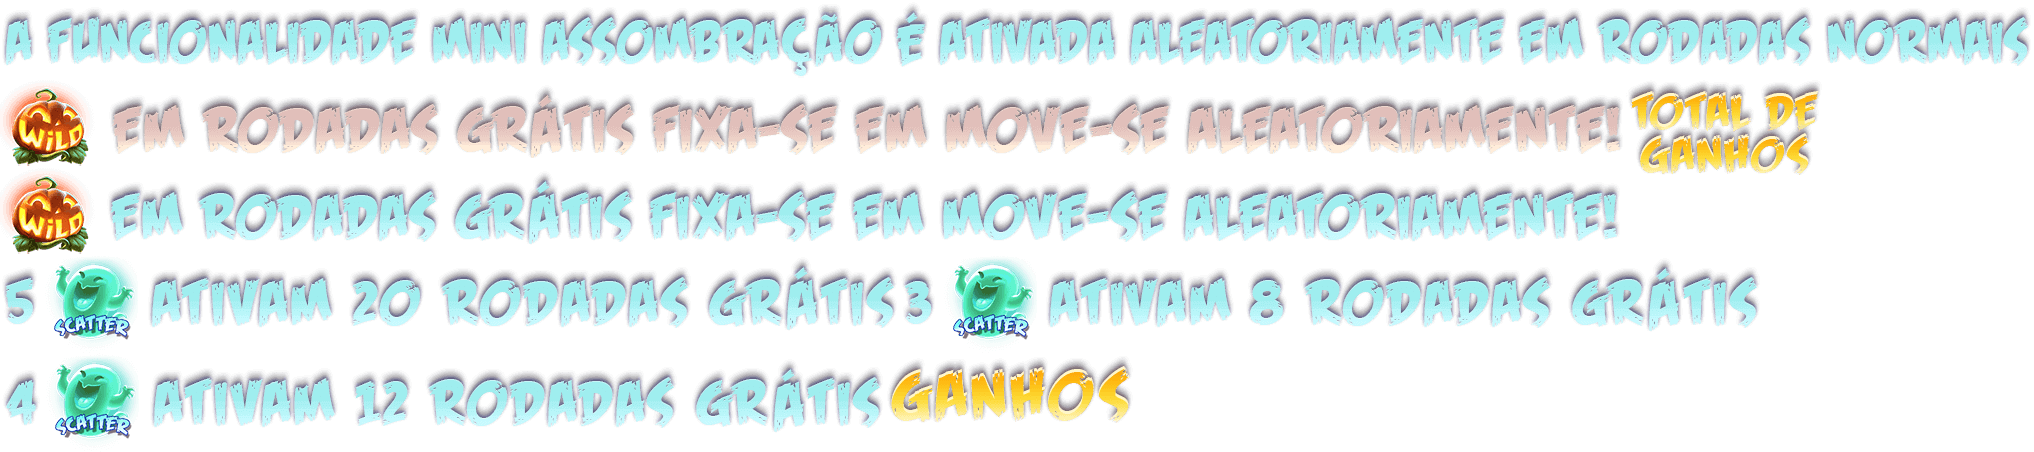 A FUNCIONALIDADE MINI ASSOMBRAÇÃO É ATIVADA ALEATORIAMENTE EM RODADAS NORMAIS
WILD EM RODADAS GRÁTIS FIXA-SE EM MOVE-SE ALEATORIAMENTE!
TOTAL DE
GANHOS
WILD EM RODADAS GRÁTIS FIXA-SE EM MOVE-SE ALEATORIAMENTE!
5 SCATTER ATIVAM 20 RODADAS GRÁTIS
3 SCATTER ATIVAM 8 RODADAS GRÁTIS
4 SCATTER ATIVAM 12 RODADAS GRÁTIS
GANHOS